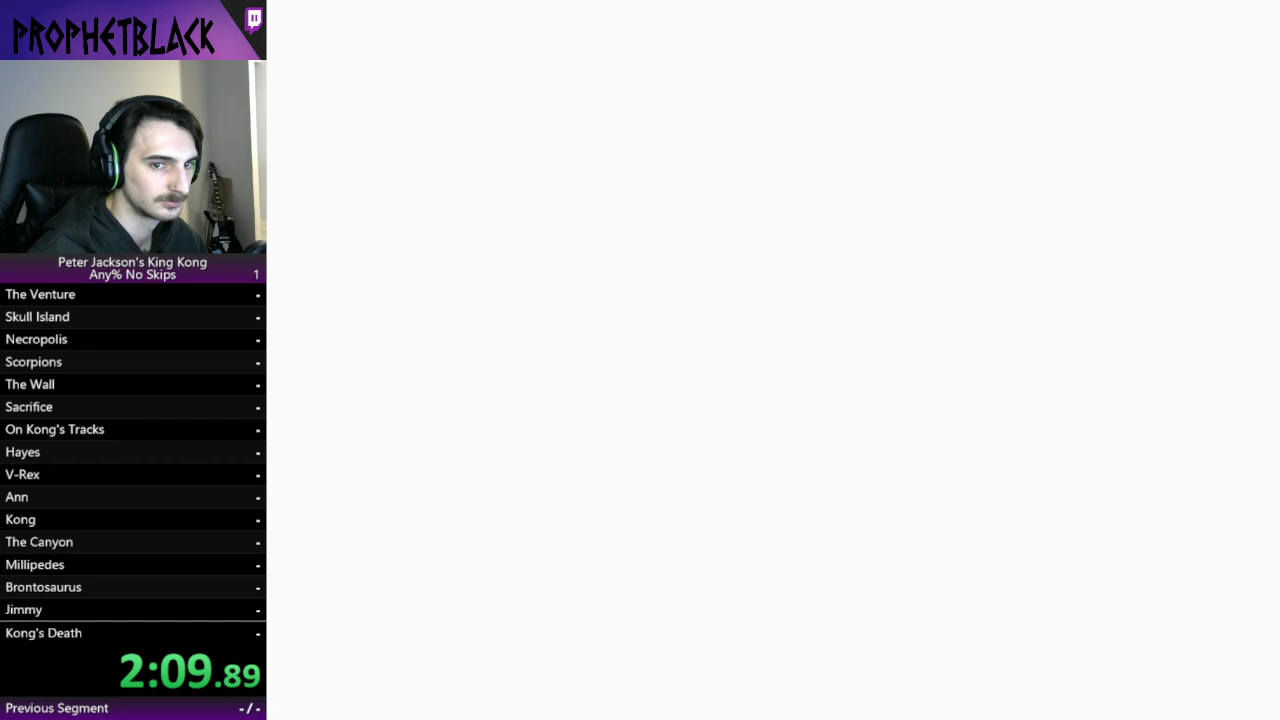 PROPHETBLACK
Peter Jackson's King Kong
Any% No Skips 1
The Venture -
Skull Island -
Necropolis -
Scorpions -
The Wall -
Sacrifice -
On Kong's Tracks -
Hayes -
V-Rex -
Ann -
Kong -
The Canyon -
Millipedes -
Brontosaurus -
Jimmy -
Kong's Death -
2:09.89
Previous Segment - / -